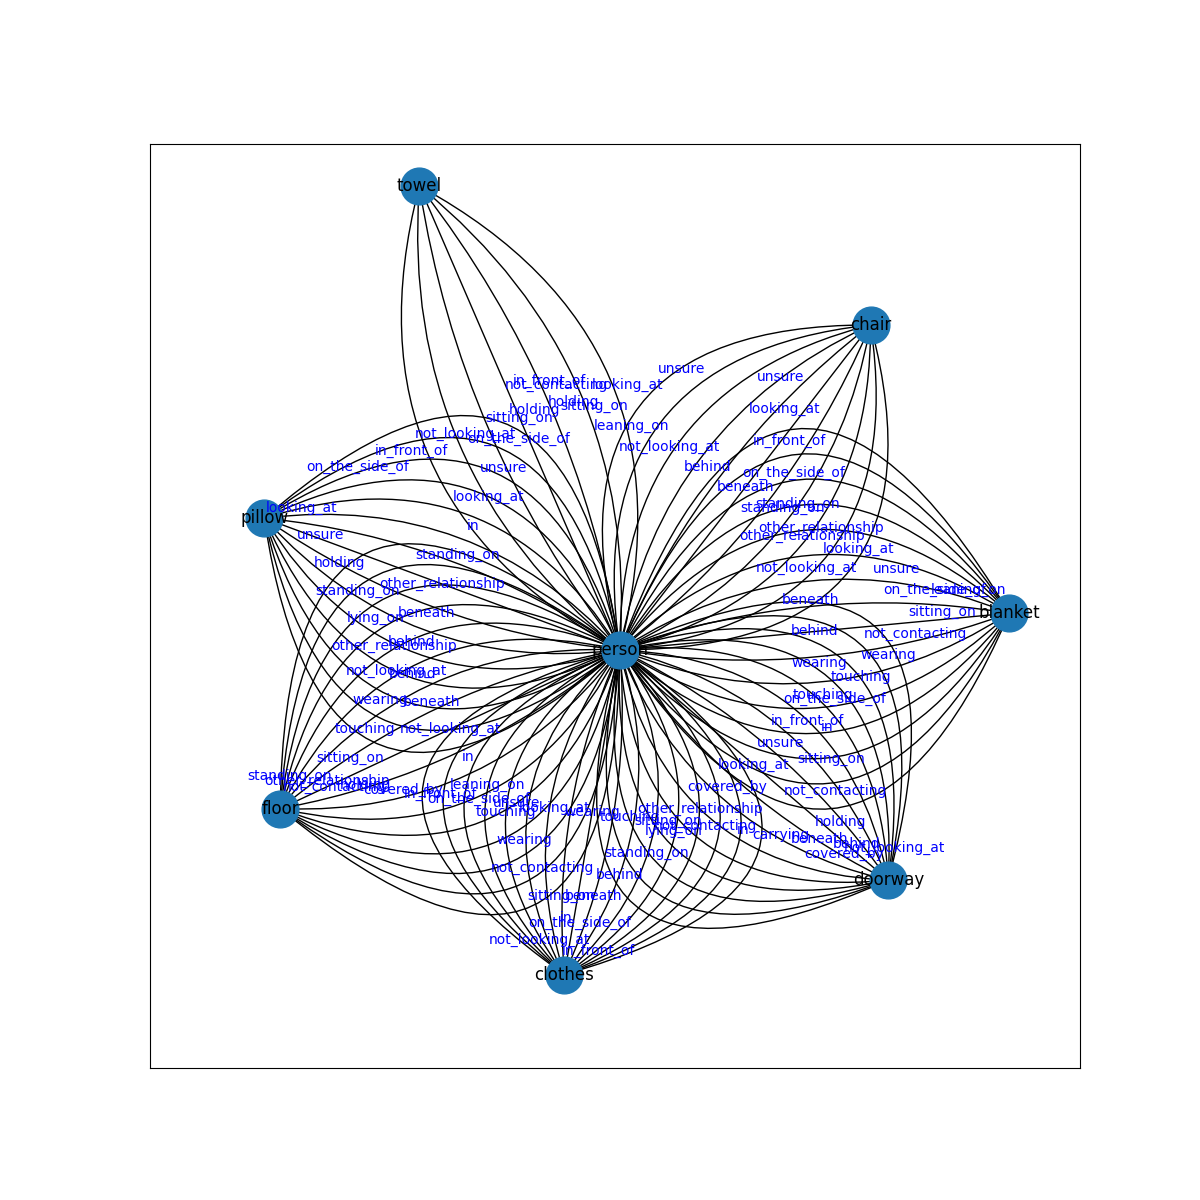 towel
chair
unsure
unsure
in_front_of
not_contacting
looking_at
holding
sitting_on
holding
looking_at
sitting_on
leaning_on
not_looking_at
on_the_side_of
in_front_of
in_front_of
not_looking_at
on_the_side_of
unsure
behind
on_the_side_of
beneath
looking_at
looking_at
standing_on
standing_on
pillow
in
other_relationship
unsure
other_relationship
looking_at
standing_on
holding
not_looking_at
unsure
other_relationship
standing_on
on_the_side_of
leaning_on
beneath
beneath
sitting_on
blanket
lying_on
behind
not_contacting
behind
other_relationship
person
wearing
wearing
not_looking_at
behind
touching
wearing
beneath
touching
on_the_side_of
in_front_of
in
touching
not_looking_at
unsure
sitting_on
in
sitting_on
looking_at
standing_on
other_relationship
not_contacting
leaning_on
covered_by
covered_by
in_front_of
not_contacting
on_the_side_of
unsure
looking_at
floor
touching
wearing
touching
other_relationship
sitting_on
not_contacting
lying_on
in
carrying
holding
wearing
beneath
behind
not_looking_at
standing_on
covered_by
not_contacting
behind
doorway
sitting_on
beneath
in
on_the_side_of
not_looking_at
in_front_of
clothes